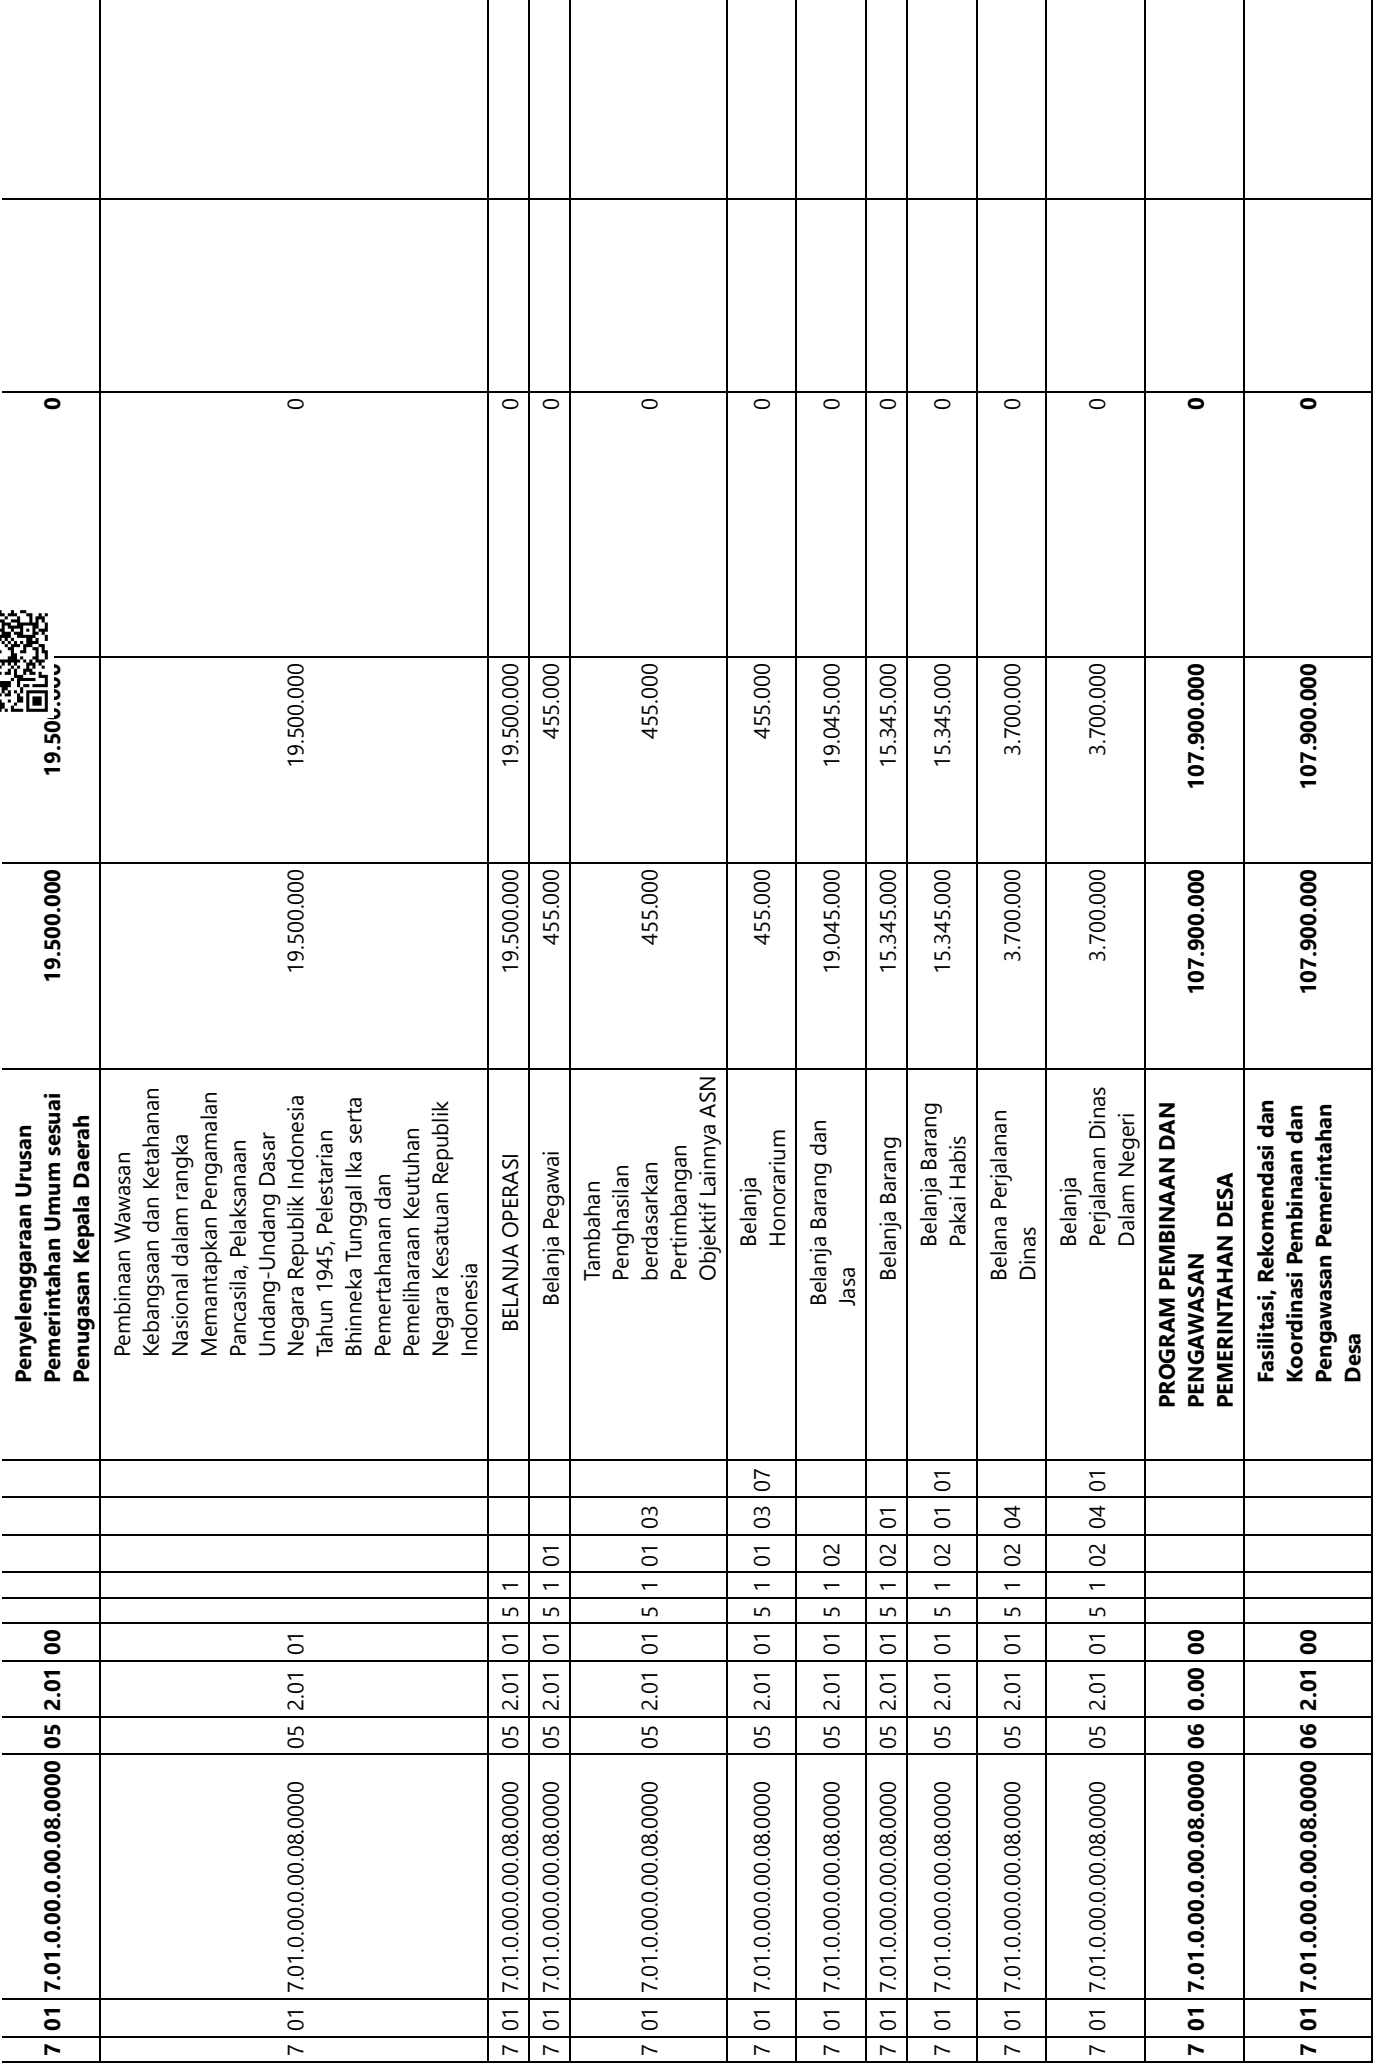 7 01 7.01.0.00.0.00.08.0000 05 2.01 00 Penyelenggaraan Urusan 19.500.000 19.500.000 0
Pemerintahan Umum sesuai
Penugasan Kepala Daerah
7 01 7.01.0.00.0.00.08.0000 05 2.01 01 Pembinaan Wawasan 19.500.000 19.500.000 0
Kebangsaan dan Ketahanan
Nasional dalam rangka
Memantapkan Pengamalan
Pancasila, Pelaksanaan
Undang-Undang Dasar
Negara Republik Indonesia
Tahun 1945, Pelestarian
Bhinneka Tunggal Ika serta
Pemertahanan dan
Pemeliharaan Keutuhan
Negara Kesatuan Republik
Indonesia
7 01 7.01.0.00.0.00.08.0000 05 2.01 01 5 1 BELANJA OPERASI 19.500.000 19.500.000 0
7 01 7.01.0.00.0.00.08.0000 05 2.01 01 5 1 01 Belanja Pegawai 455.000 455.000 0
7 01 7.01.0.00.0.00.08.0000 05 2.01 01 5 1 01 03 Tambahan 455.000 455.000 0
Penghasilan
berdasarkan
Pertimbangan
Objektif Lainnya ASN
7 01 7.01.0.00.0.00.08.0000 05 2.01 01 5 1 01 03 07 Belanja 455.000 455.000 0
Honorarium
7 01 7.01.0.00.0.00.08.0000 05 2.01 01 5 1 02 Belanja Barang dan 19.045.000 19.045.000 0
Jasa
7 01 7.01.0.00.0.00.08.0000 05 2.01 01 5 1 02 01 Belanja Barang 15.345.000 15.345.000 0
7 01 7.01.0.00.0.00.08.0000 05 2.01 01 5 1 02 01 01 Belanja Barang 15.345.000 15.345.000 0
Pakai Habis
7 01 7.01.0.00.0.00.08.0000 05 2.01 01 5 1 02 04 Belana Perjalanan 3.700.000 3.700.000 0
Dinas
7 01 7.01.0.00.0.00.08.0000 05 2.01 01 5 1 02 04 01 Belanja 3.700.000 3.700.000 0
Perjalanan Dinas
Dalam Negeri
7 01 7.01.0.00.0.00.08.0000 06 0.00 00 PROGRAM PEMBINAAN DAN 107.900.000 107.900.000 0
PENGAWASAN
PEMERINTAHAN DESA
7 01 7.01.0.00.0.00.08.0000 06 2.01 00 Fasilitasi, Rekomendasi dan 107.900.000 107.900.000 0
Koordinasi Pembinaan dan
Pengawasan Pemerintahan
Desa